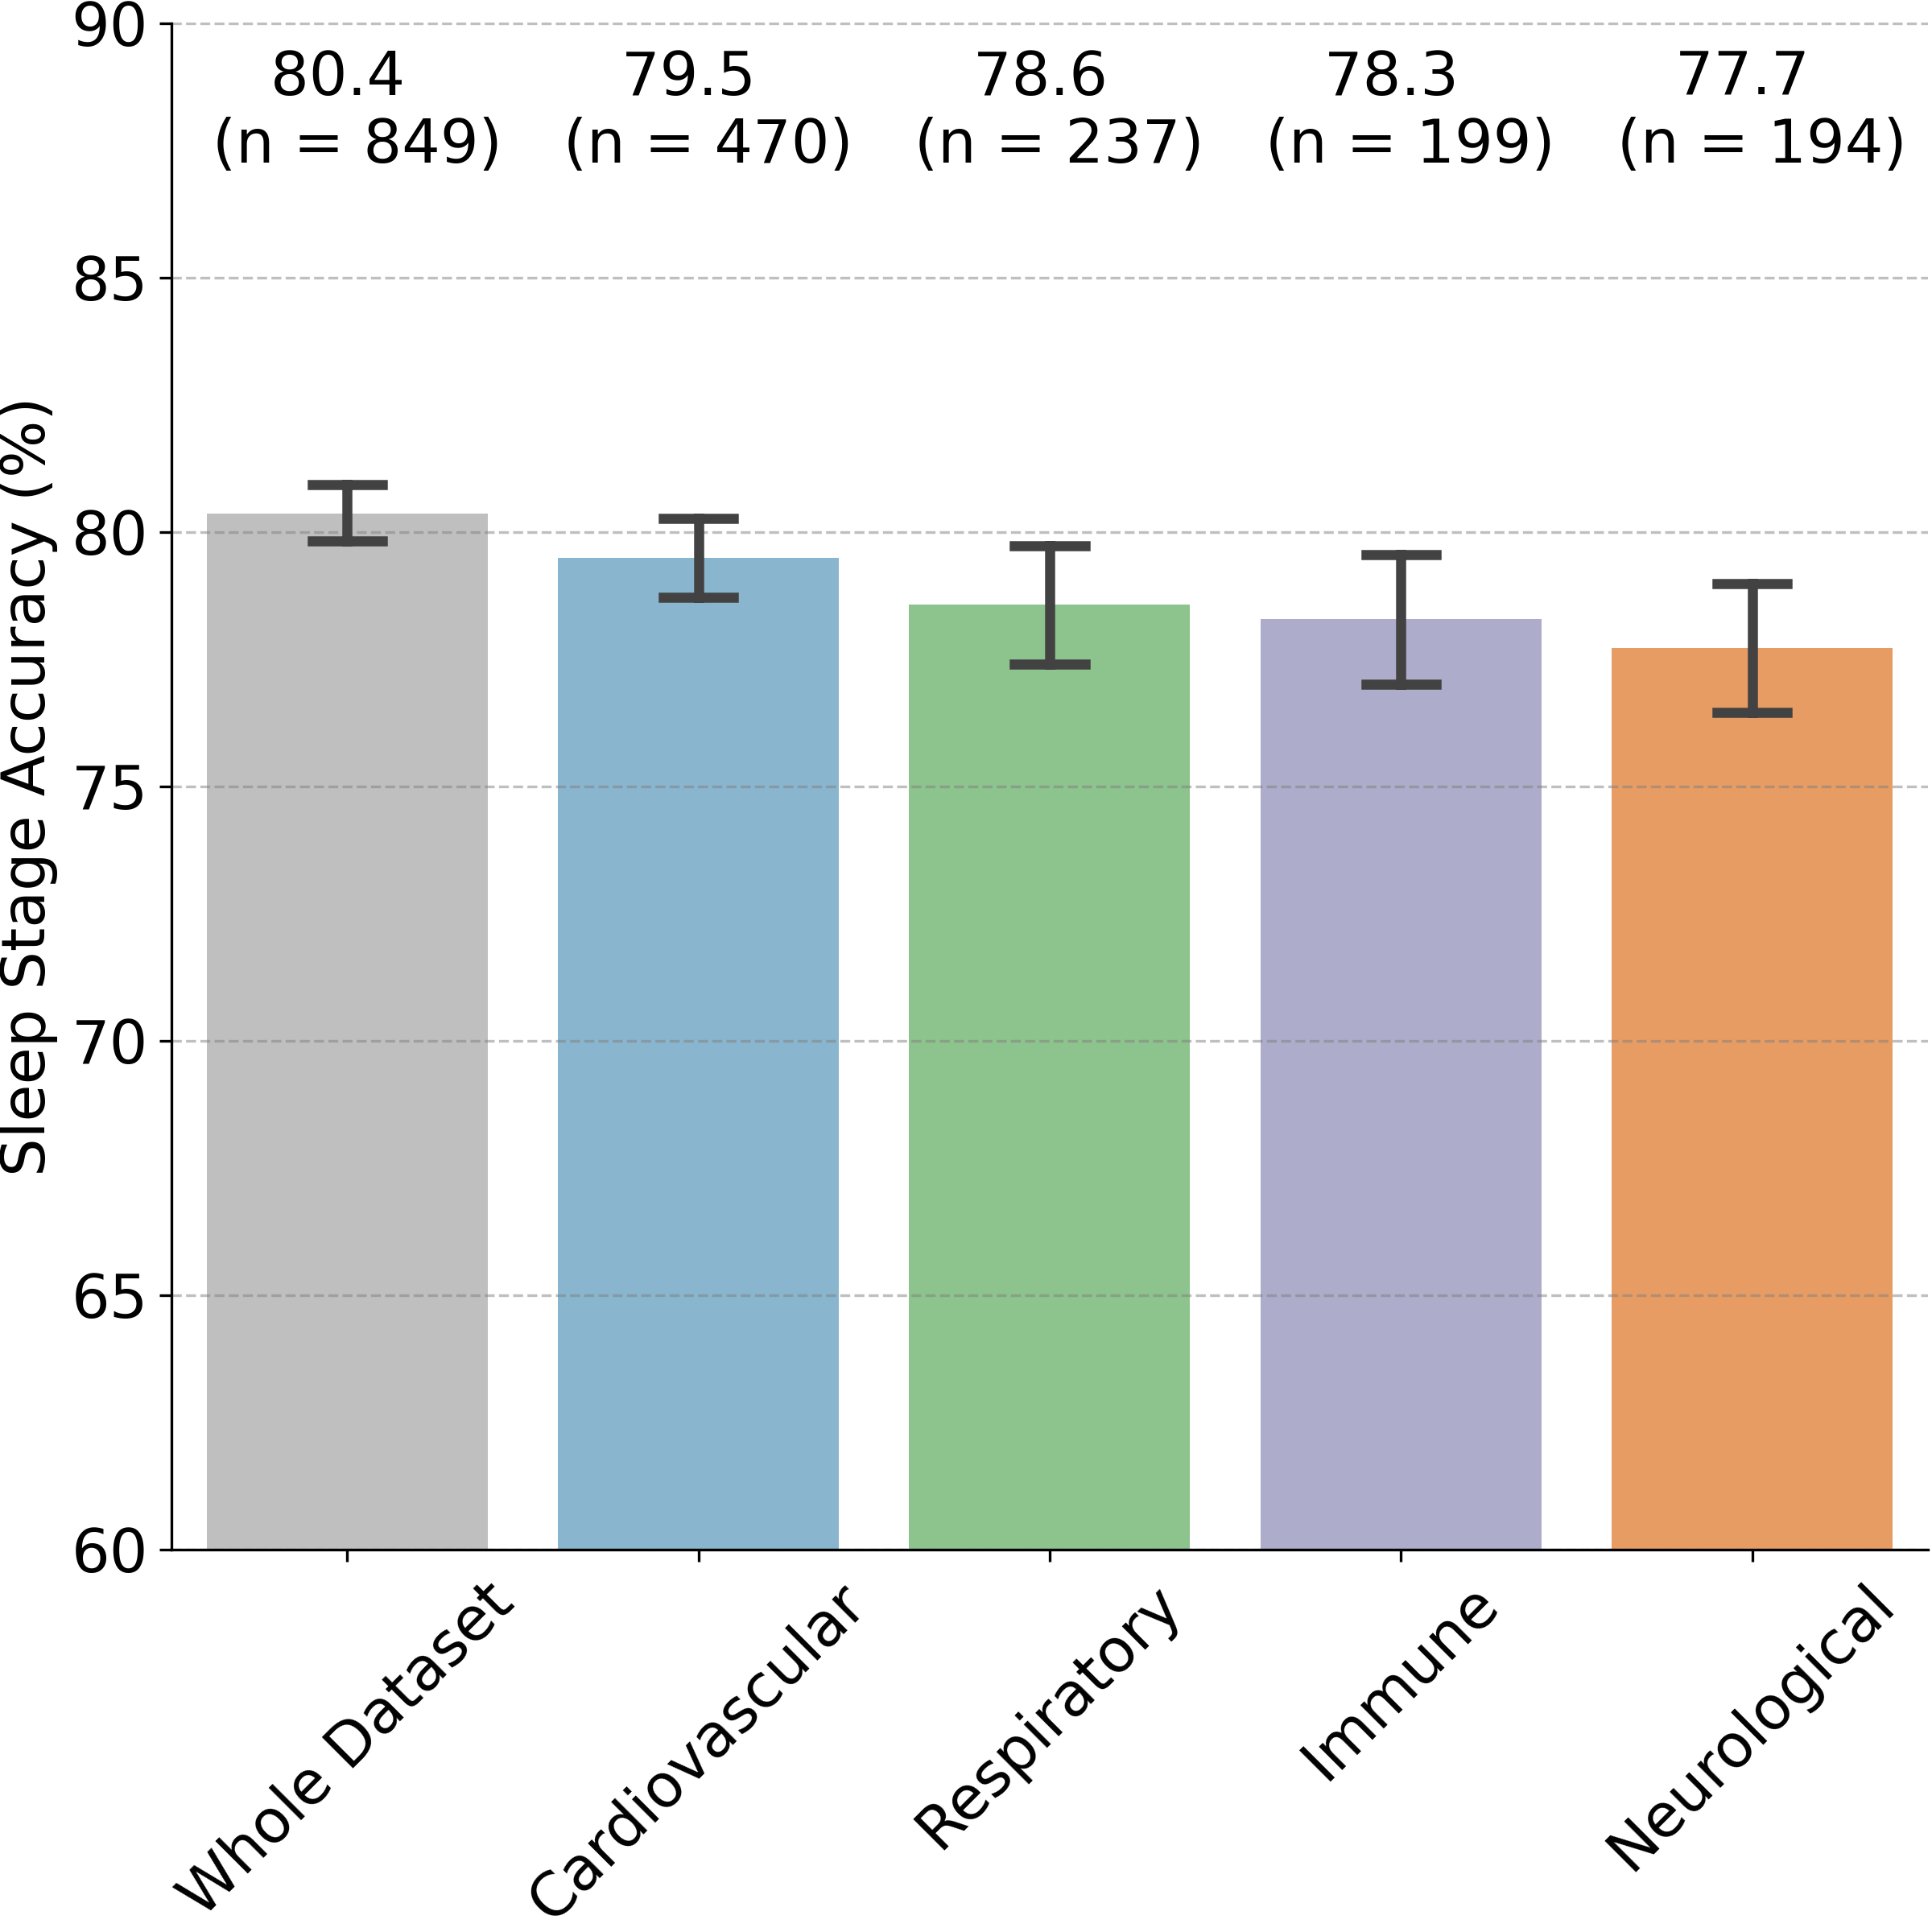 90
80.4
(n = 849)
79.5
(n = 470)
78.6
(n = 237)
78.3
(n = 199)
77.7
(n = 194)
85
80
75
70
65
60
Sleep Stage Accuracy (%)
Whole Dataset
Cardiovascular
Respiratory
Immune
Neurological